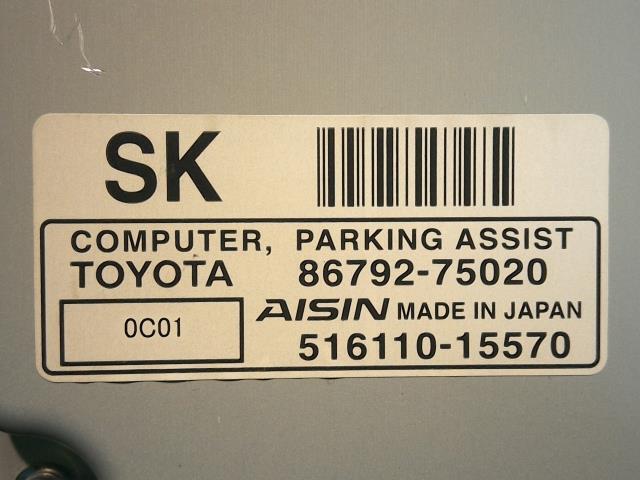 SK
COMPUTER, PARKING ASSIST
TOYOTA 86792-75020
0C01 AISIN MADE IN JAPAN
516110-15570